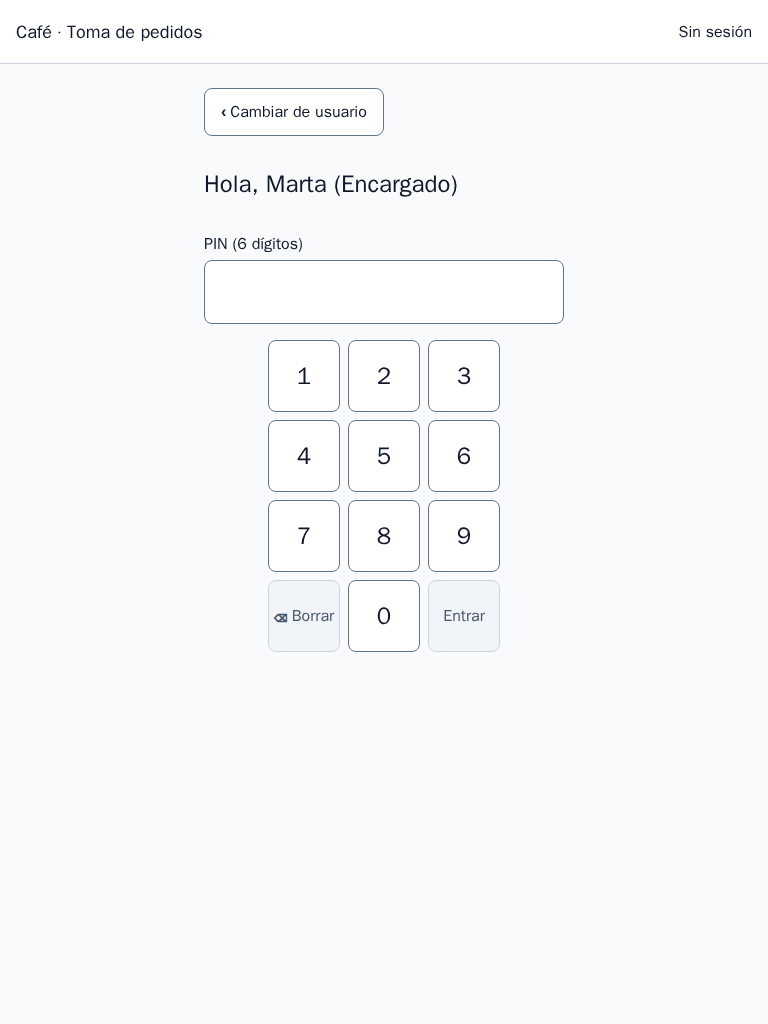 Café · Toma de pedidos
Sin sesión
‹ Cambiar de usuario
Hola, Marta (Encargado)
PIN (6 dígitos)
1 2 3
4 5 6
7 8 9
⌫ Borrar 0 Entrar